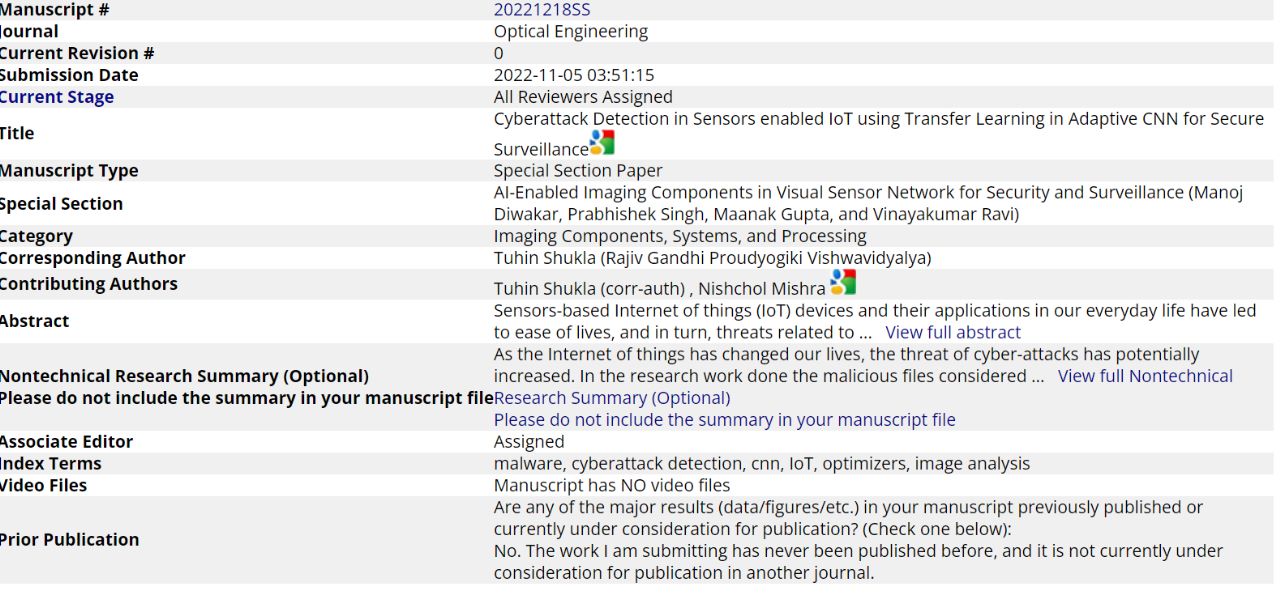 Manuscript # 20221218SS
Journal Optical Engineering
Current Revision # 0
Submission Date 2022-11-05 03:51:15
Current Stage All Reviewers Assigned
Title Cyberattack Detection in Sensors enabled IoT using Transfer Learning in Adaptive CNN for Secure
Surveillance
Manuscript Type Special Section Paper
Special Section AI-Enabled Imaging Components in Visual Sensor Network for Security and Surveillance (Manoj
Diwakar, Prabhishek Singh, Maanak Gupta, and Vinayakumar Ravi)
Category Imaging Components, Systems, and Processing
Corresponding Author Tuhin Shukla (Rajiv Gandhi Proudyogiki Vishwavidyalya)
Contributing Authors Tuhin Shukla (corr-auth) , Nishchol Mishra
Abstract Sensors-based Internet of things (IoT) devices and their applications in our everyday life have led
to ease of lives, and in turn, threats related to ... View full abstract
As the Internet of things has changed our lives, the threat of cyber-attacks has potentially
Nontechnical Research Summary (Optional) increased. In the research work done the malicious files considered ... View full Nontechnical
Please do not include the summary in your manuscript file Research Summary (Optional)
Please do not include the summary in your manuscript file
Associate Editor Assigned
Index Terms malware, cyberattack detection, cnn, IoT, optimizers, image analysis
Video Files Manuscript has NO video files
Prior Publication Are any of the major results (data/figures/etc.) in your manuscript previously published or
currently under consideration for publication? (Check one below):
No. The work I am submitting has never been published before, and it is not currently under
consideration for publication in another journal.